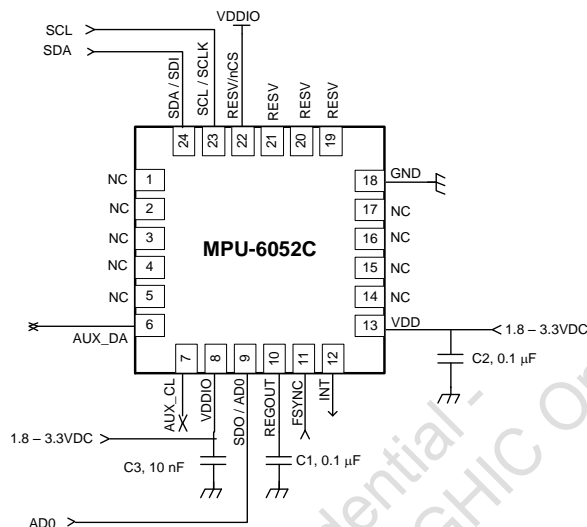 VDDIO
SCL
SDA
SDA / SDI
SCL / SCLK
RESV/nCS
RESV
RESV
RESV
24
23
22
21
20
19
NC
1
18
GND
NC
2
17
NC
NC
3
16
NC
MPU-6052C
NC
4
15
NC
NC
5
14
NC
6
13
VDD
AUX_DA
1.8 – 3.3VDC
7
8
9
10
11
12
C2, 0.1 µF
AUX_CL
VDDIO
SDO / AD0
REGOUT
FSYNC
INT
1.8 – 3.3VDC
C3, 10 nF
C1, 0.1 µF
AD0